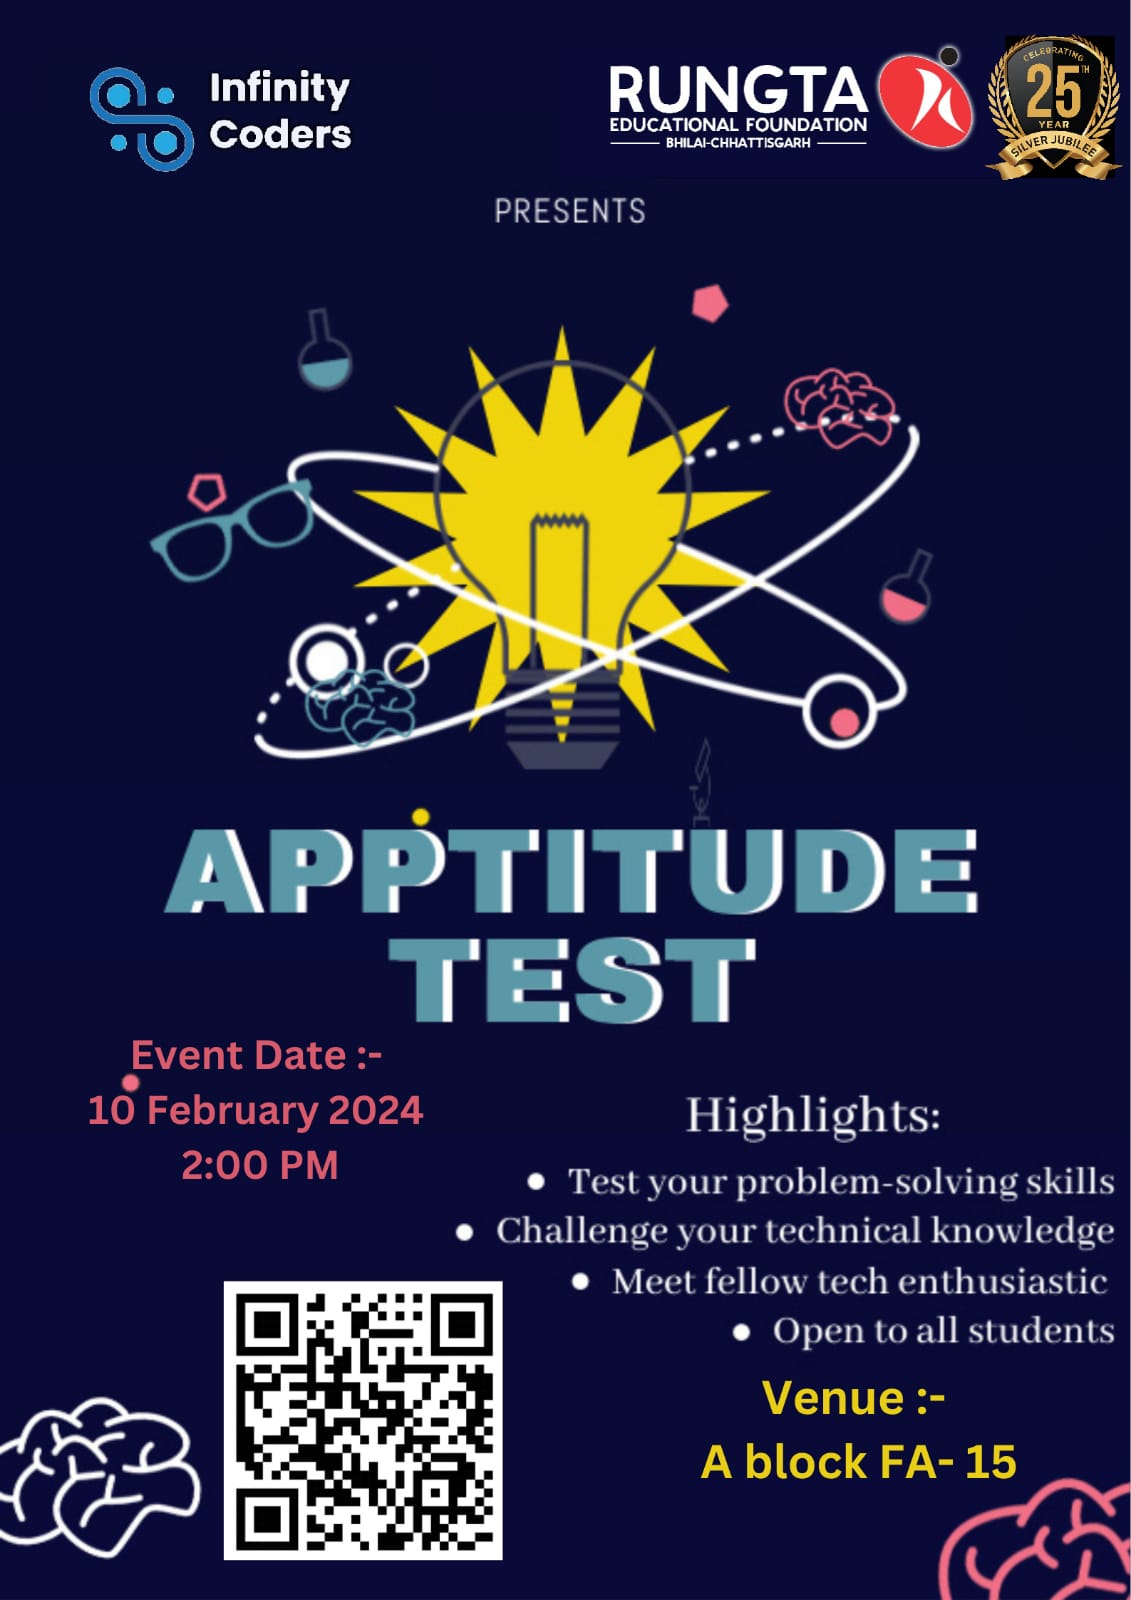 Infinity
Coders
RUNGTA
EDUCATIONAL FOUNDATION
BHILAI-CHHATTISGARH
CELEBRATING
25TH
YEAR
SILVER JUBILEE
PRESENTS
APPTITUDE
TEST
Event Date :-
10 February 2024
2:00 PM
Highlights:
• Test your problem-solving skills
• Challenge your technical knowledge
• Meet fellow tech enthusiastic
• Open to all students
Venue :-
A block FA- 15